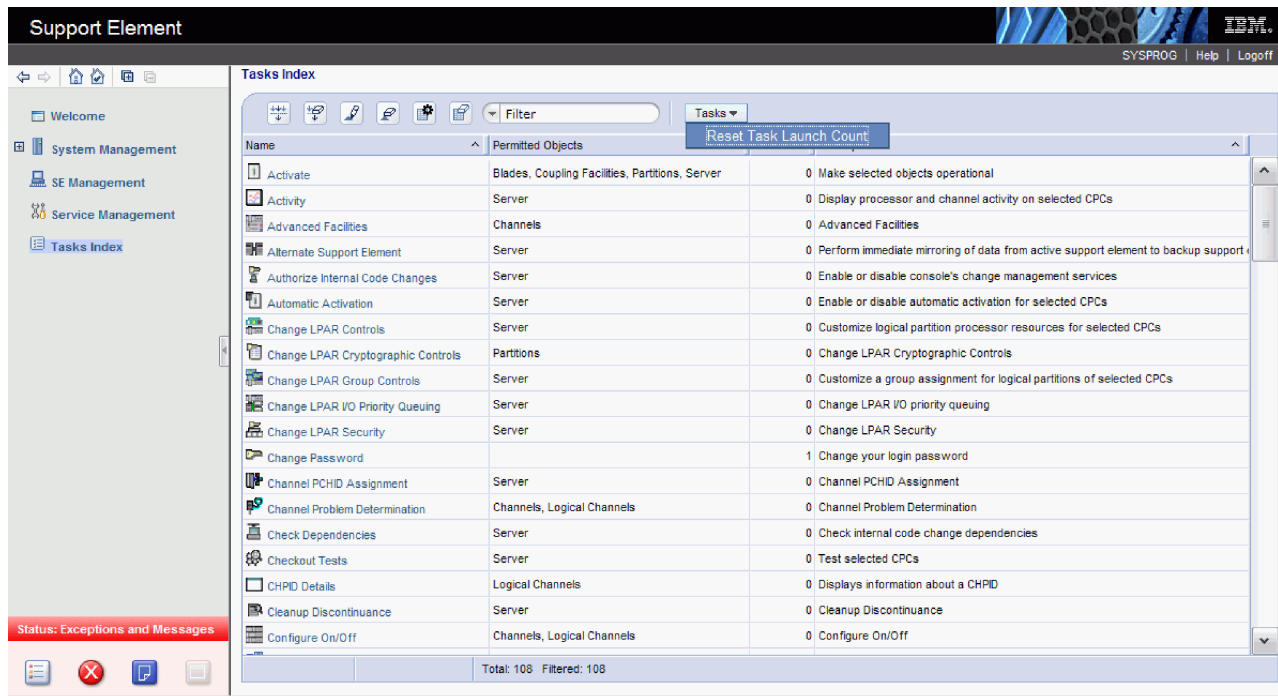 Support Element
IBM.
SYSPROG | Help | Logoff
Tasks Index
Welcome
System Management
SE Management
Service Management
Tasks Index
Filter
Tasks
Reset Task Launch Count
Name Permitted Objects
Activate Blades, Coupling Facilities, Partitions, Server 0 Make selected objects operational
Activity Server 0 Display processor and channel activity on selected CPCs
Advanced Facilities Channels 0 Advanced Facilities
Alternate Support Element Server 0 Perform immediate mirroring of data from active support element to backup support
Authorize Internal Code Changes Server 0 Enable or disable console's change management services
Automatic Activation Server 0 Enable or disable automatic activation for selected CPCs
Change LPAR Controls Server 0 Customize logical partition processor resources for selected CPCs
Change LPAR Cryptographic Controls Partitions 0 Change LPAR Cryptographic Controls
Change LPAR Group Controls Server 0 Customize a group assignment for logical partitions of selected CPCs
Change LPAR I/O Priority Queuing Server 0 Change LPAR I/O priority queuing
Change LPAR Security Server 0 Change LPAR Security
Change Password 1 Change your login password
Channel PCHID Assignment Server 0 Channel PCHID Assignment
Channel Problem Determination Channels, Logical Channels 0 Channel Problem Determination
Check Dependencies Server 0 Check internal code change dependencies
Checkout Tests Server 0 Test selected CPCs
CHPID Details Logical Channels 0 Displays information about a CHPID
Cleanup Discontinuance Server 0 Cleanup Discontinuance
Configure On/Off Channels, Logical Channels 0 Configure On/Off
Status: Exceptions and Messages
Total: 108 Filtered: 108